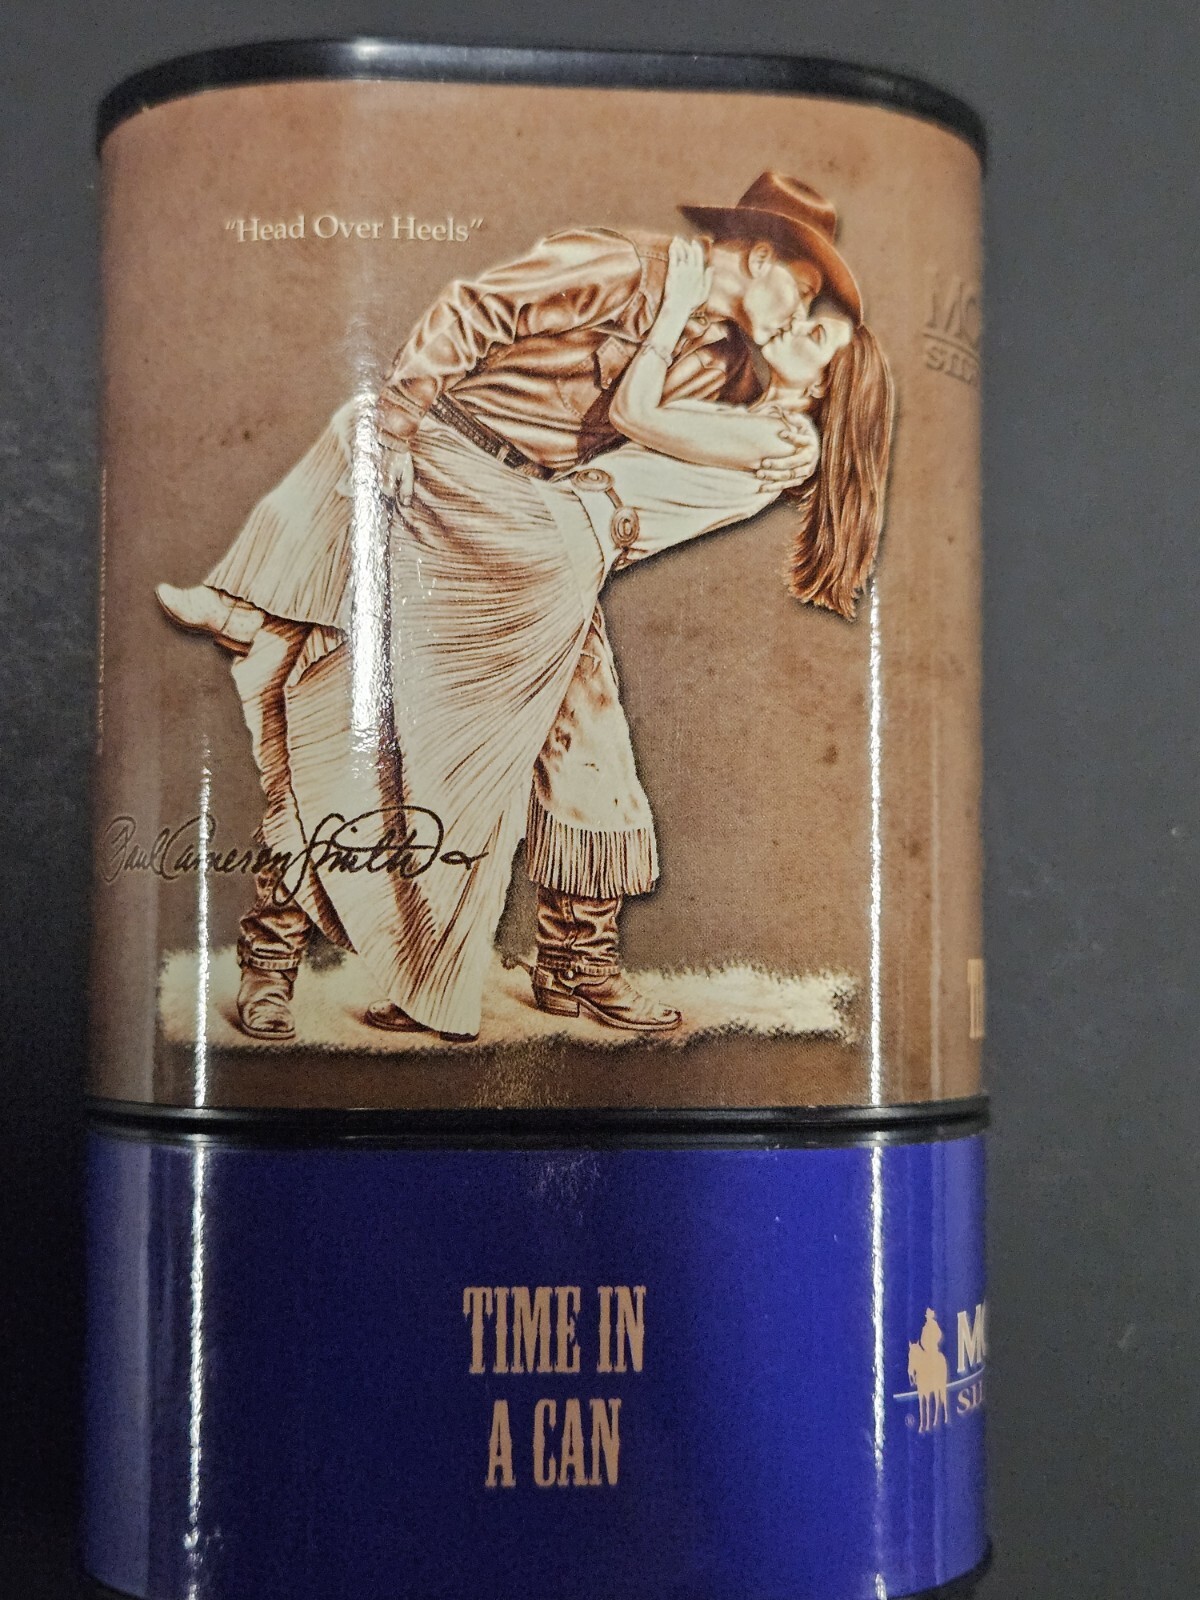 “Head Over Heels”
Paul Cameron Smith
TIME IN
A CAN
®